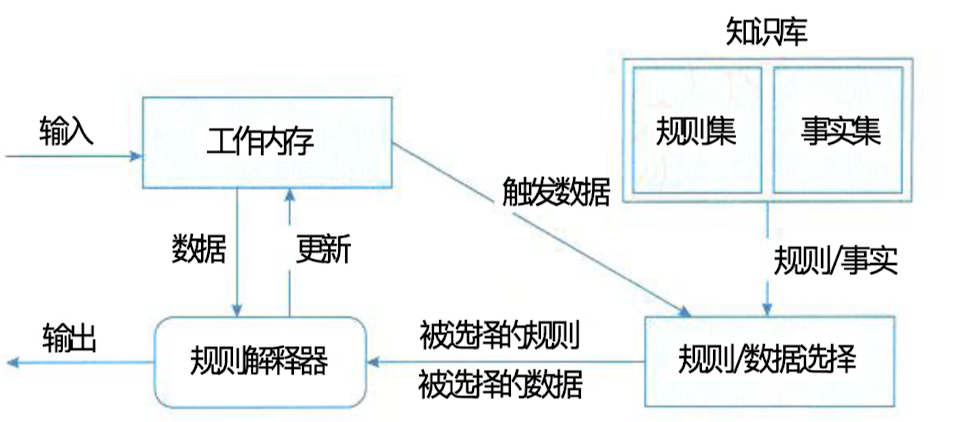 知识库
输入
工作内存
规则集
事实集
触发数据
数据
更新
规则/事实
输出
规则解释器
被选择的规则
被选择的数据
规则/数据选择